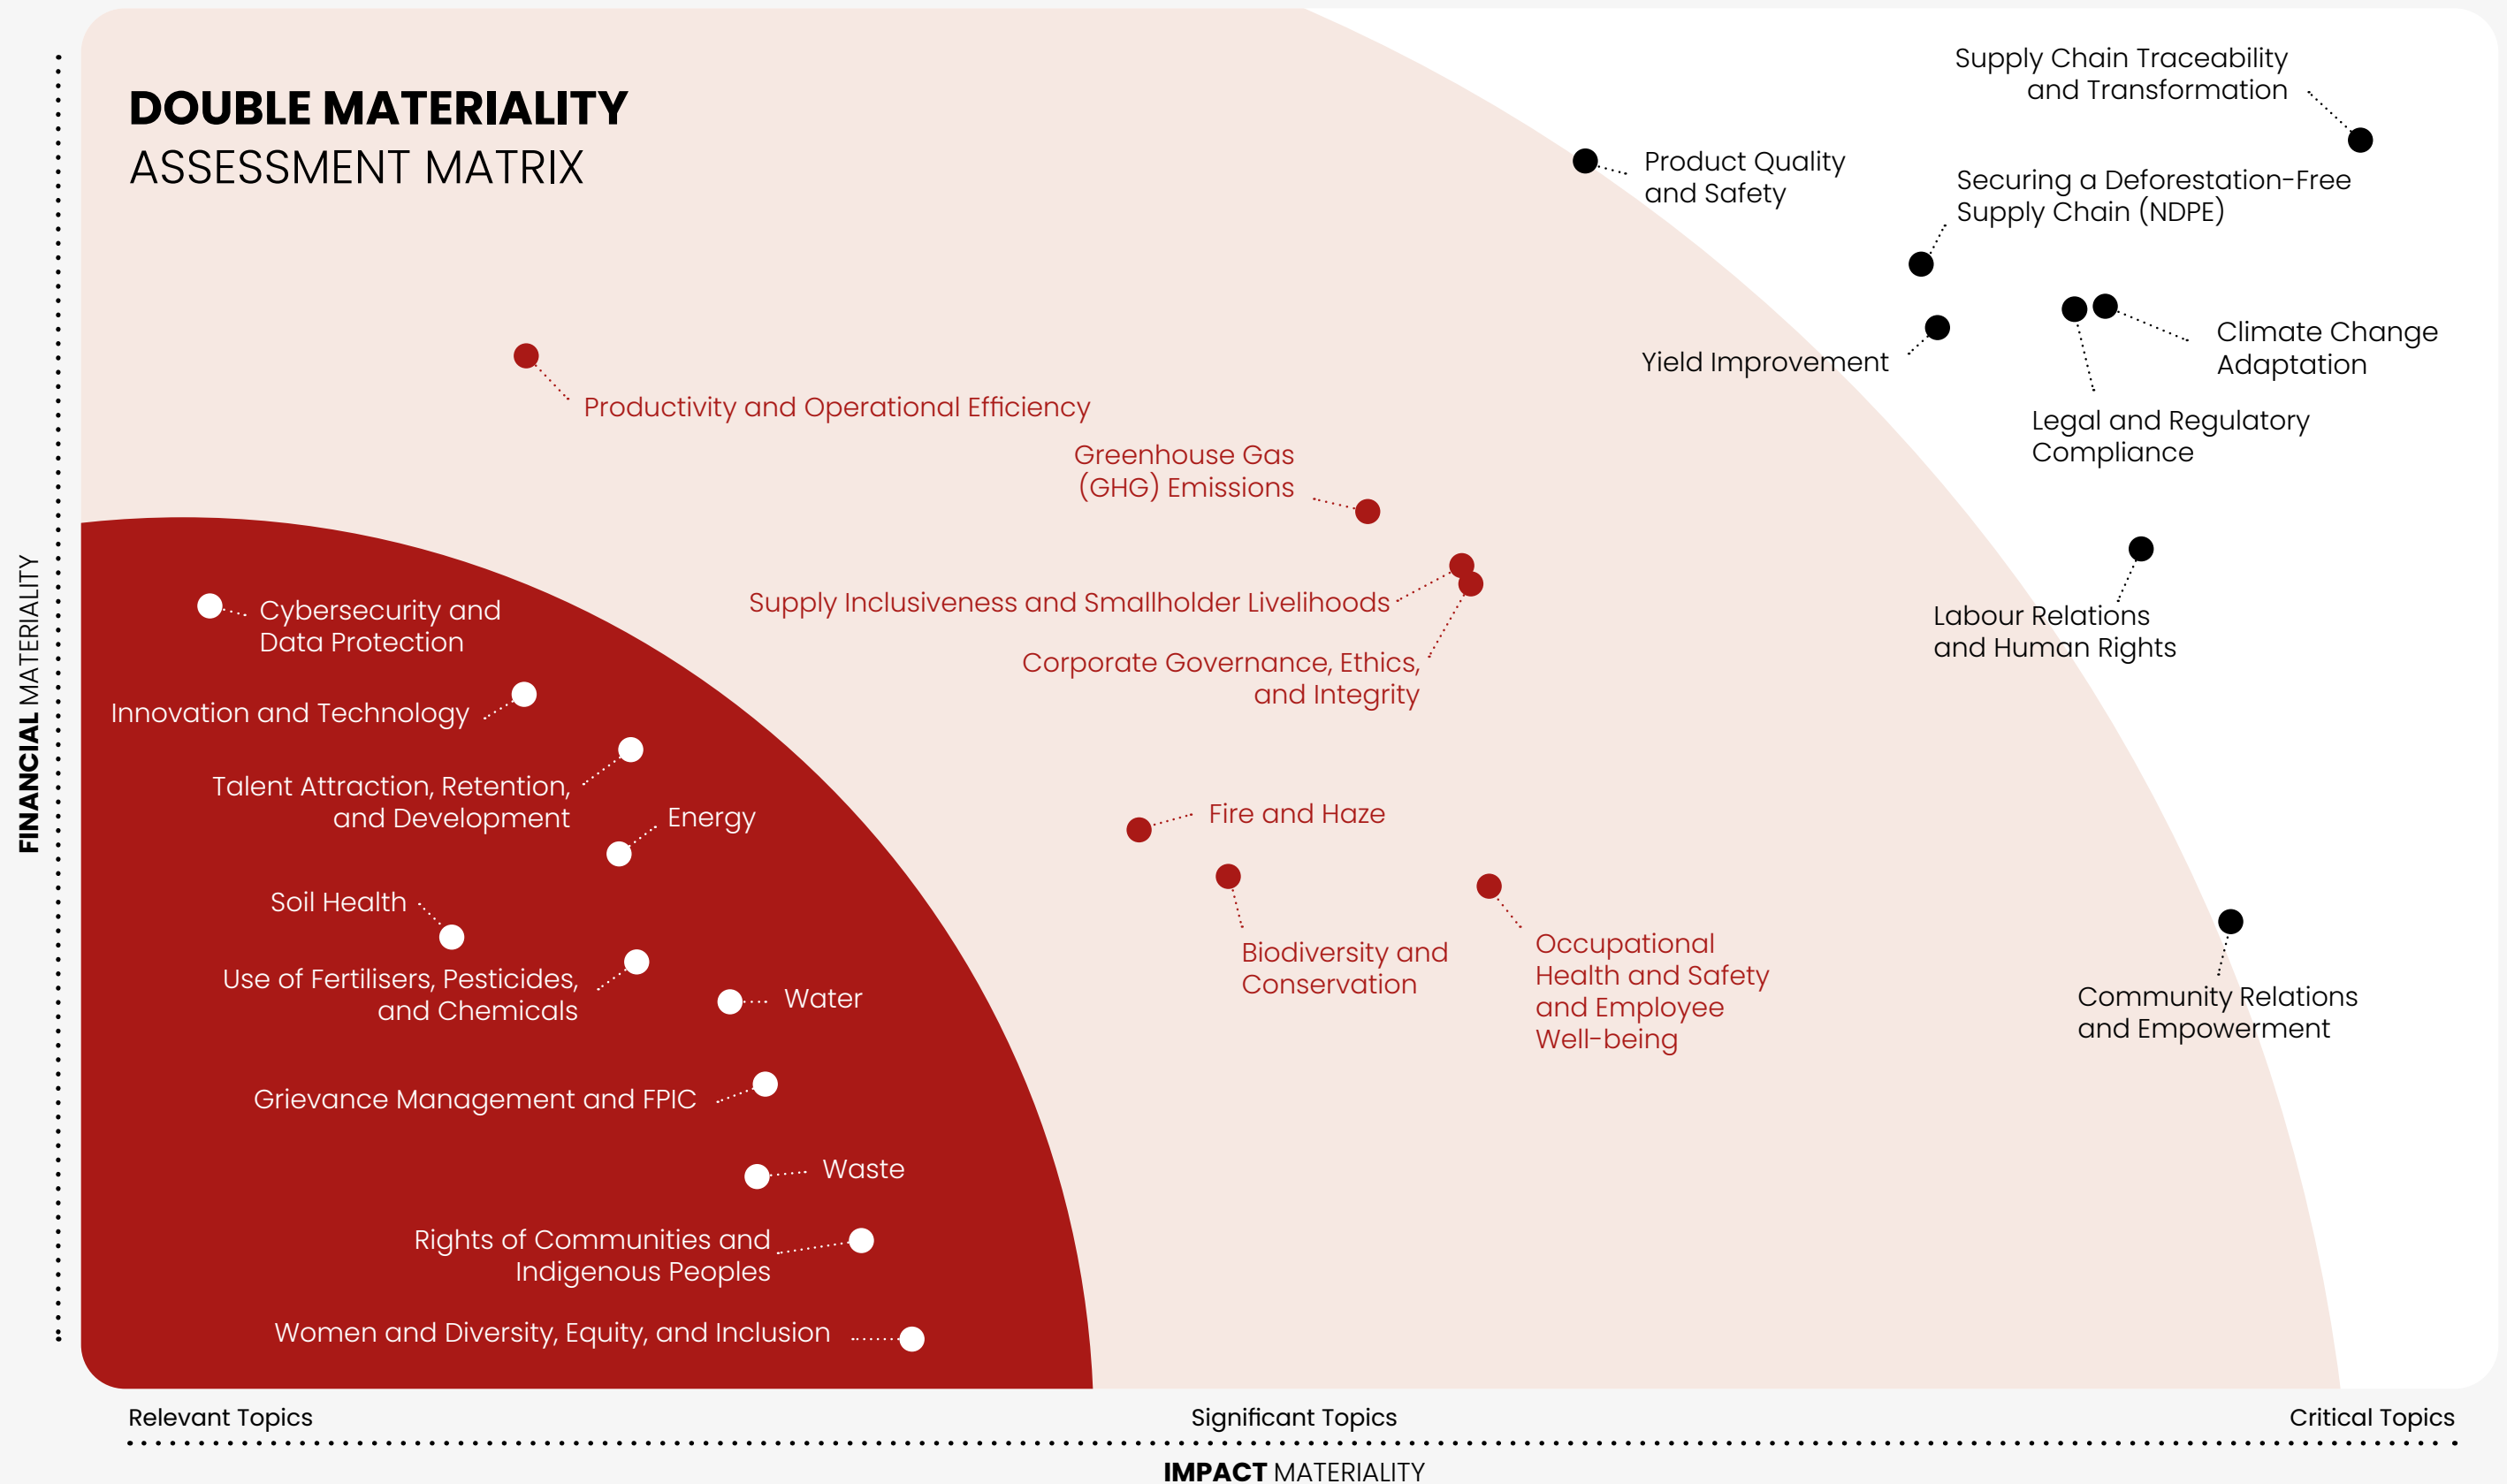 DOUBLE MATERIALITY
ASSESSMENT MATRIX
Supply Chain Traceability
and Transformation
Product Quality
and Safety
Securing a Deforestation-Free
Supply Chain (NDPE)
Yield Improvement
Climate Change
Adaptation
Legal and Regulatory
Compliance
Labour Relations
and Human Rights
Community Relations
and Empowerment
Productivity and Operational Efficiency
Greenhouse Gas
(GHG) Emissions
Supply Inclusiveness and Smallholder Livelihoods
Corporate Governance, Ethics,
and Integrity
Fire and Haze
Biodiversity and
Conservation
Occupational
Health and Safety
and Employee
Well-being
Cybersecurity and
Data Protection
Innovation and Technology
Talent Attraction, Retention,
and Development
Energy
Soil Health
Use of Fertilisers, Pesticides,
and Chemicals
Water
Grievance Management and FPIC
Waste
Rights of Communities and
Indigenous Peoples
Women and Diversity, Equity, and Inclusion
FINANCIAL MATERIALITY
Relevant Topics
Significant Topics
Critical Topics
IMPACT MATERIALITY